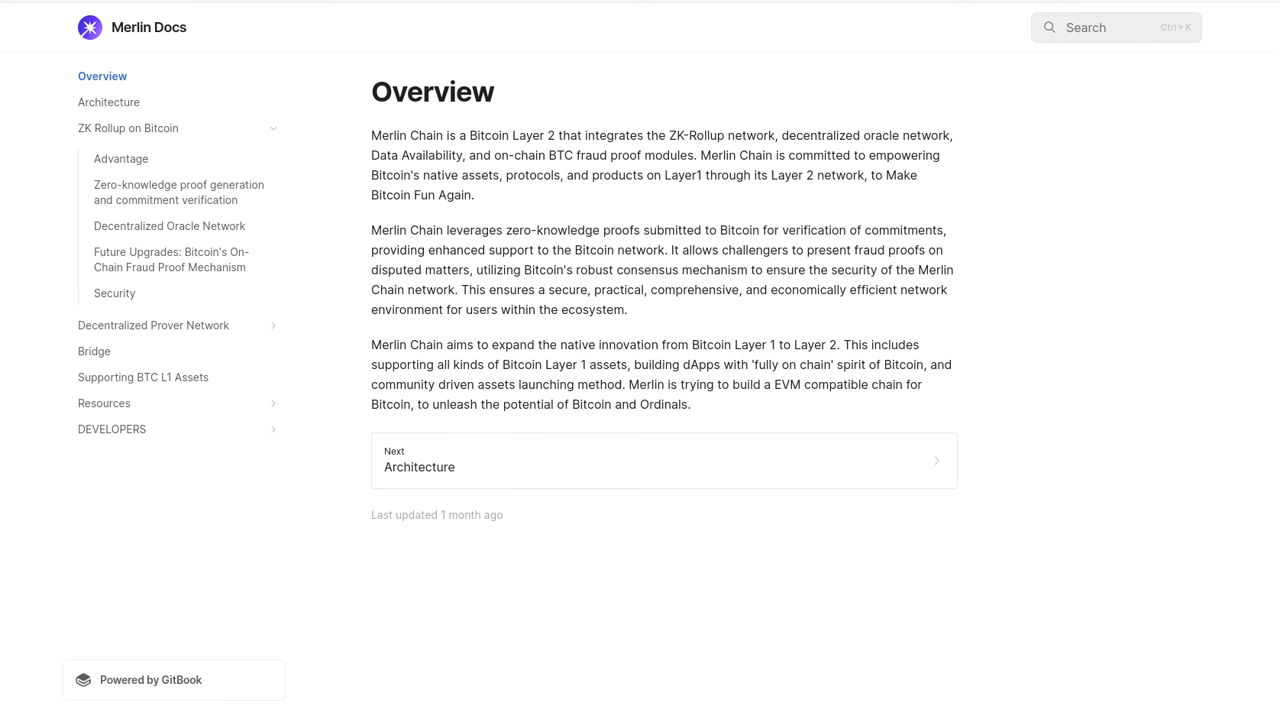 Merlin Docs
Search
Ctrl + K
Overview
Architecture
ZK Rollup on Bitcoin
Advantage
Zero-knowledge proof generation
and commitment verification
Decentralized Oracle Network
Future Upgrades: Bitcoin's On-
Chain Fraud Proof Mechanism
Security
Decentralized Prover Network
Bridge
Supporting BTC L1 Assets
Resources
DEVELOPERS
Powered by GitBook
Overview
Merlin Chain is a Bitcoin Layer 2 that integrates the ZK-Rollup network, decentralized oracle network,
Data Availability, and on-chain BTC fraud proof modules. Merlin Chain is committed to empowering
Bitcoin's native assets, protocols, and products on Layer1 through its Layer 2 network, to Make
Bitcoin Fun Again.
Merlin Chain leverages zero-knowledge proofs submitted to Bitcoin for verification of commitments,
providing enhanced support to the Bitcoin network. It allows challengers to present fraud proofs on
disputed matters, utilizing Bitcoin's robust consensus mechanism to ensure the security of the Merlin
Chain network. This ensures a secure, practical, comprehensive, and economically efficient network
environment for users within the ecosystem.
Merlin Chain aims to expand the native innovation from Bitcoin Layer 1 to Layer 2. This includes
supporting all kinds of Bitcoin Layer 1 assets, building dApps with 'fully on chain' spirit of Bitcoin, and
community driven assets launching method. Merlin is trying to build a EVM compatible chain for
Bitcoin, to unleash the potential of Bitcoin and Ordinals.
Next
Architecture
Last updated 1 month ago